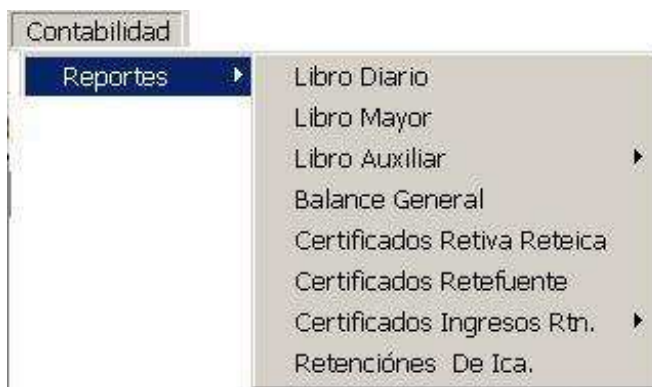 Contabilidad
Reportes
Libro Diario
Libro Mayor
Libro Auxiliar
Balance General
Certificados Retiva Reteica
Certificados Retefuente
Certificados Ingresos Rtn.
Retenciónes De Ica.